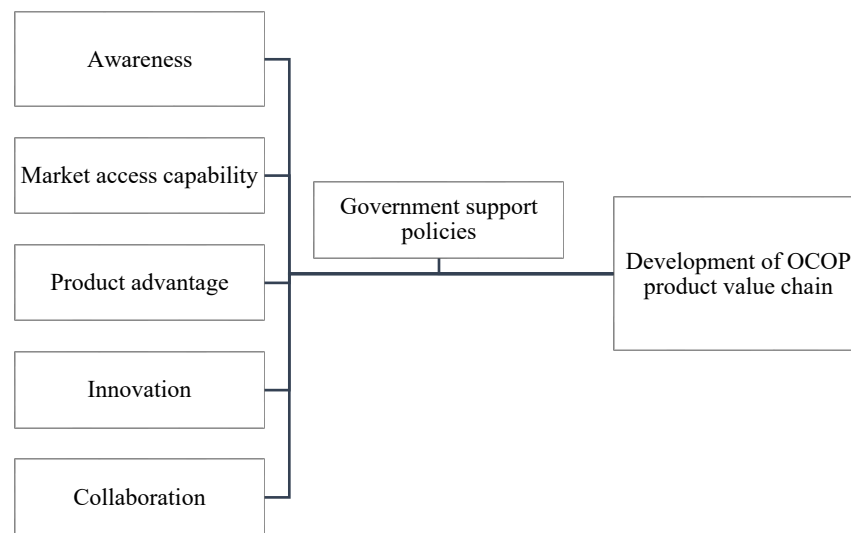 Awareness
Market access capability
Government support
policies
Product advantage
Development of OCOP
product value chain
Innovation
Collaboration